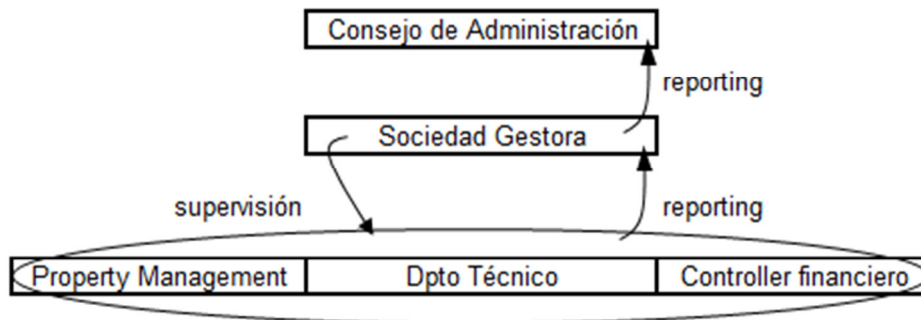 Consejo de Administración
reporting
Sociedad Gestora
supervisión
reporting
Property Management
Dpto Técnico
Controller financiero